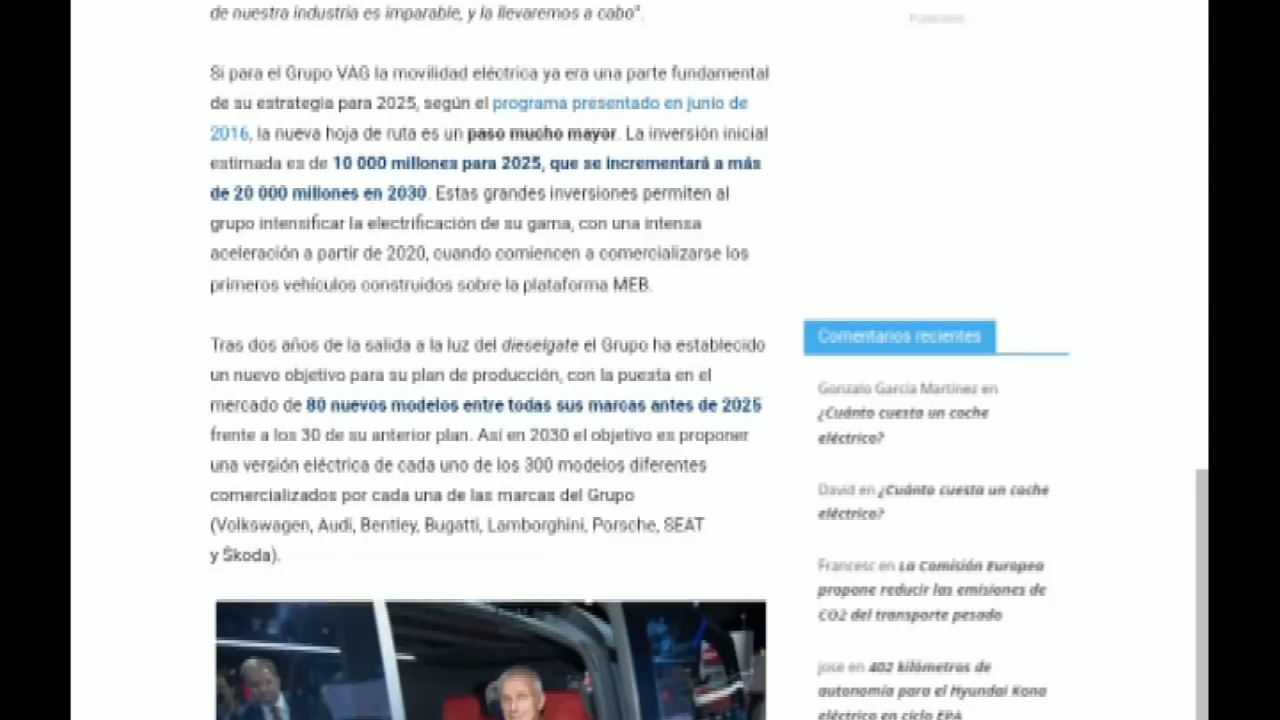 de nuestra industria es imparable, y la llevaremos a cabo".
Si para el Grupo VAG la movilidad eléctrica ya era una parte fundamental
de su estrategia para 2025, según el programa presentado en junio de
2016, la nueva hoja de ruta es un paso mucho mayor. La inversión inicial
estimada es de 10 000 millones para 2025, que se incrementará a más
de 20 000 millones en 2030. Estas grandes inversiones permiten al
grupo intensificar la electrificación de su gama, con una intensa
aceleración a partir de 2020, cuando comiencen a comercializarse los
primeros vehículos construidos sobre la plataforma MEB.
Tras dos años de la salida a la luz del dieselgate el Grupo ha establecido
un nuevo objetivo para su plan de producción, con la puesta en el
mercado de 80 nuevos modelos entre todas sus marcas antes de 2025
frente a los 30 de su anterior plan. Así en 2030 el objetivo es proponer
una versión eléctrica de cada uno de los 300 modelos diferentes
comercializados por cada una de las marcas del Grupo
(Volkswagen, Audi, Bentley, Bugatti, Lamborghini, Porsche, SEAT
y Škoda).
Publicidad
Comentarios recientes
Gonzalo García Martínez en
¿Cuánto cuesta un coche
eléctrico?
David en ¿Cuánto cuesta un coche
eléctrico?
Francesc en La Comisión Europea
propone reducir las emisiones de
CO2 del transporte pesado
jose en 402 kilómetros de
autonomía para el Hyundai Kona
eléctrico en ciclo EPA